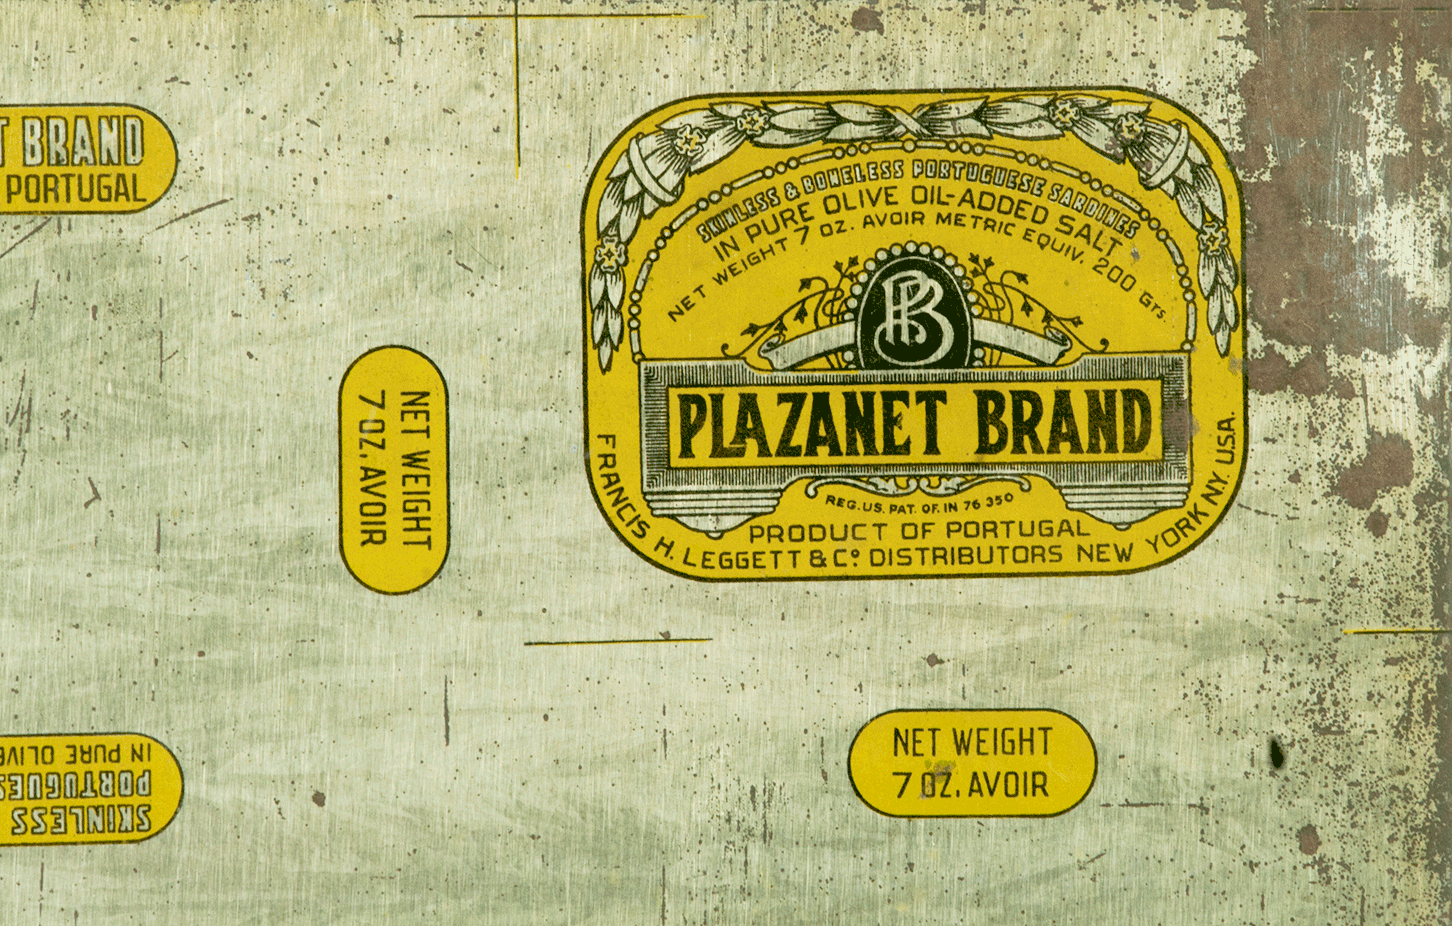 T BRAND
PORTUGAL
SKINLESS & BONELESS PORTUGUESE SARDINES
IN PURE OLIVE OIL-ADDED SALT
NET WEIGHT 7 OZ. AVOIR METRIC EQUIV. 200 Grs.
PB
PLAZANET BRAND
REG. US. PAT. OF. IN 76 350
PRODUCT OF PORTUGAL
FRANCIS H. LEGGETT & Cº DISTRIBUTORS NEW YORK N.Y. U.S.A.
NET WEIGHT
7 OZ. AVOIR
NET WEIGHT
7 OZ. AVOIR
SKINLESS
PORTUGUES
IN PURE OLIVE